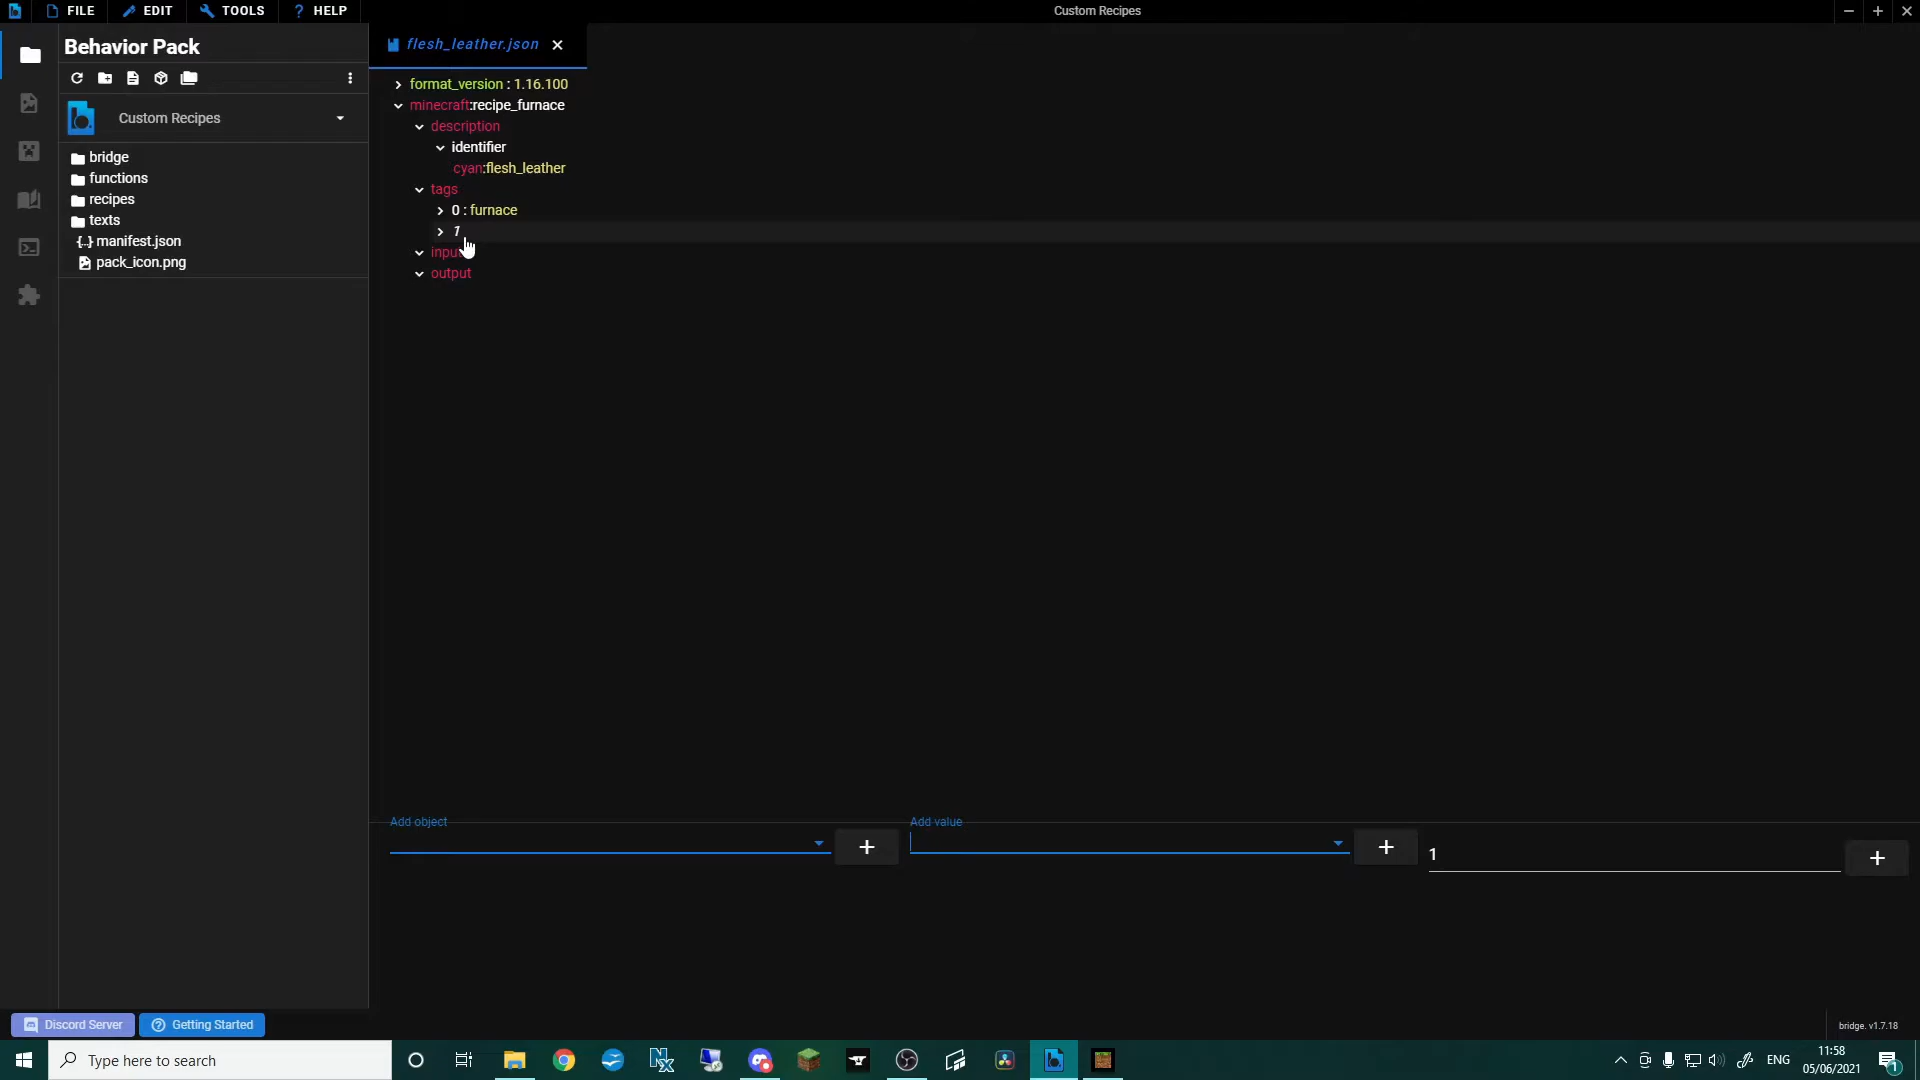 FILE EDIT TOOLS ? HELP Custom Recipes
Behavior Pack
flesh_leather.json
Custom Recipes
bridge
functions
recipes
texts
{..} manifest.json
pack_icon.png
format_version : 1.16.100
minecraft:recipe_furnace
description
identifier
cyan:flesh_leather
tags
0 : furnace
1
input
output
Add object
Add value
1
Discord Server
Getting Started
bridge. v1.7.18
Type here to search
ENG
11:58
05/06/2021
1